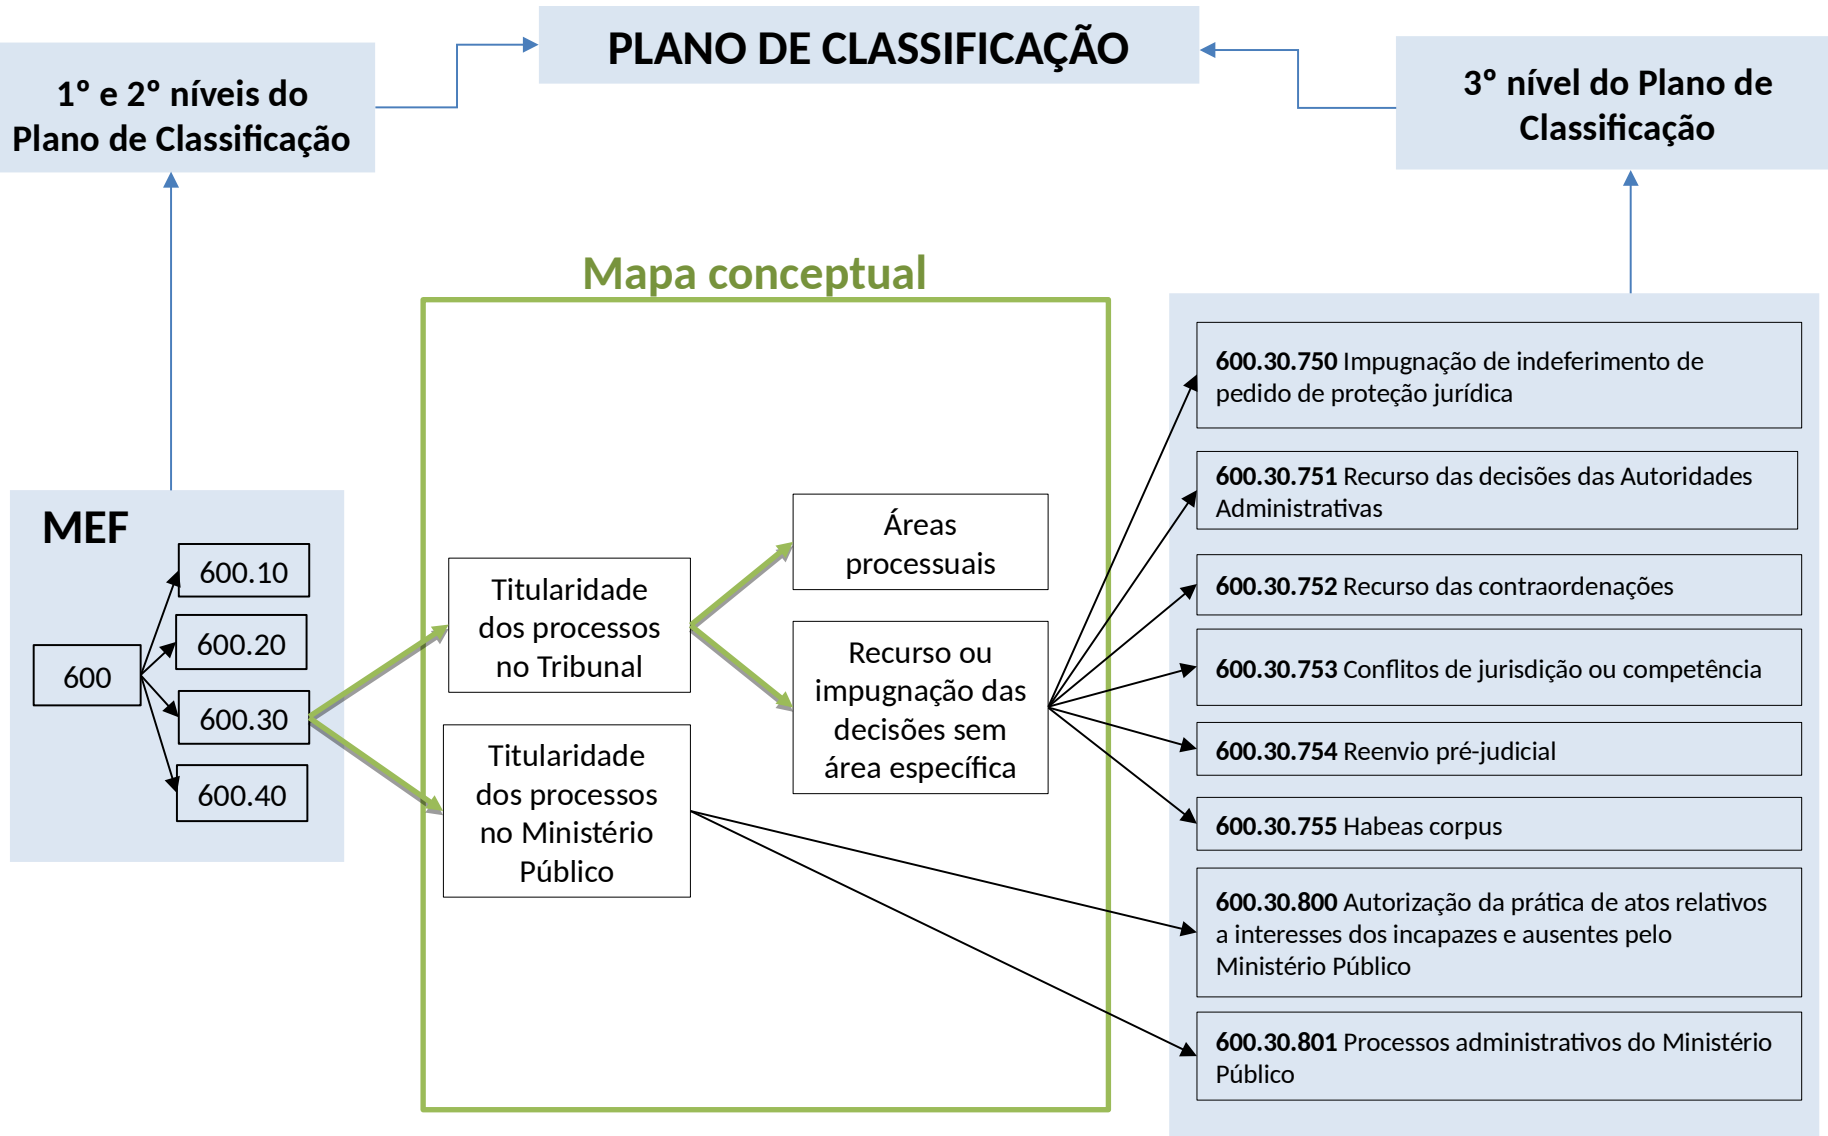 PLANO DE CLASSIFICAÇÃO
1º e 2º níveis do
Plano de Classificação
3º nível do Plano de
Classificação
Mapa conceptual
MEF
600
600.10
600.20
600.30
600.40
Titularidade
dos processos
no Tribunal
Titularidade
dos processos
no Ministério
Público
Áreas
processuais
Recurso ou
impugnação das
decisões sem
área específica
600.30.750 Impugnação de indeferimento de
pedido de proteção jurídica
600.30.751 Recurso das decisões das Autoridades
Administrativas
600.30.752 Recurso das contraordenações
600.30.753 Conflitos de jurisdição ou competência
600.30.754 Reenvio pré-judicial
600.30.755 Habeas corpus
600.30.800 Autorização da prática de atos relativos
a interesses dos incapazes e ausentes pelo
Ministério Público
600.30.801 Processos administrativos do Ministério
Público